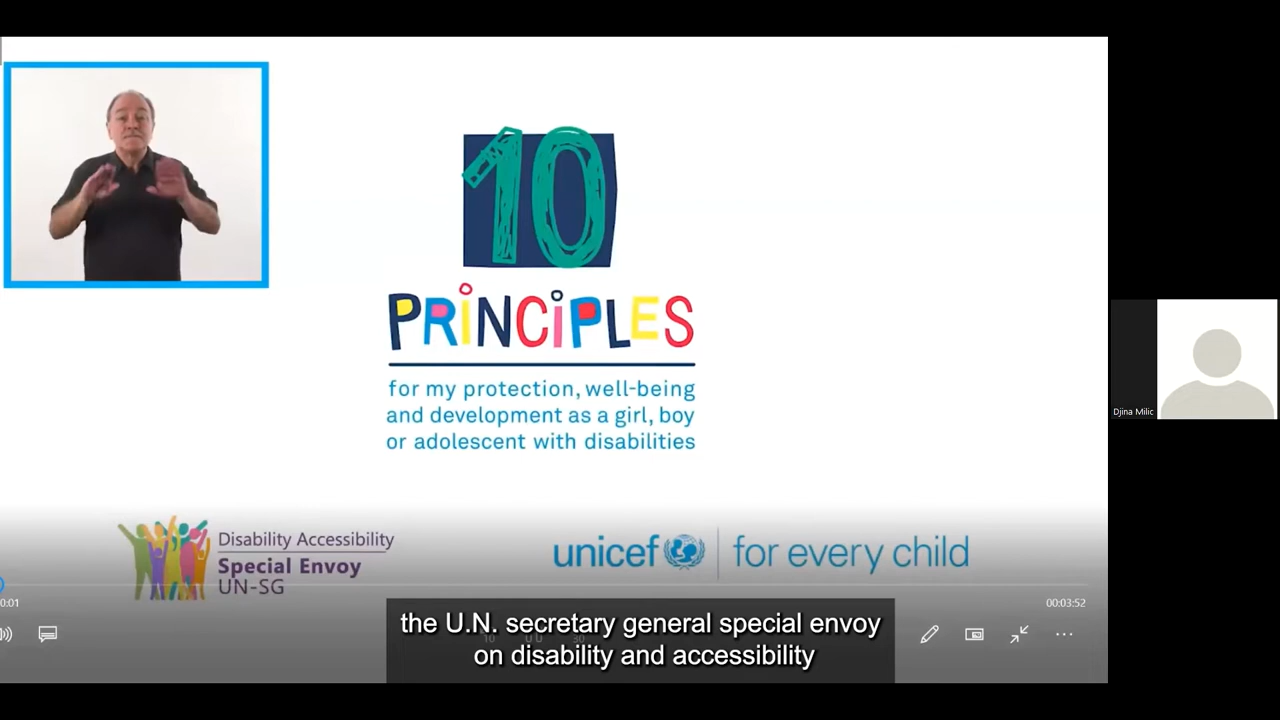 10
PRINCIPLES
for my protection, well-being
and development as a girl, boy
or adolescent with disabilities
Disability Accessibility
Special Envoy
UN-SG
unicef for every child
0:01
00:03:52
the U.N. secretary general special envoy
on disability and accessibility
Djina Milic